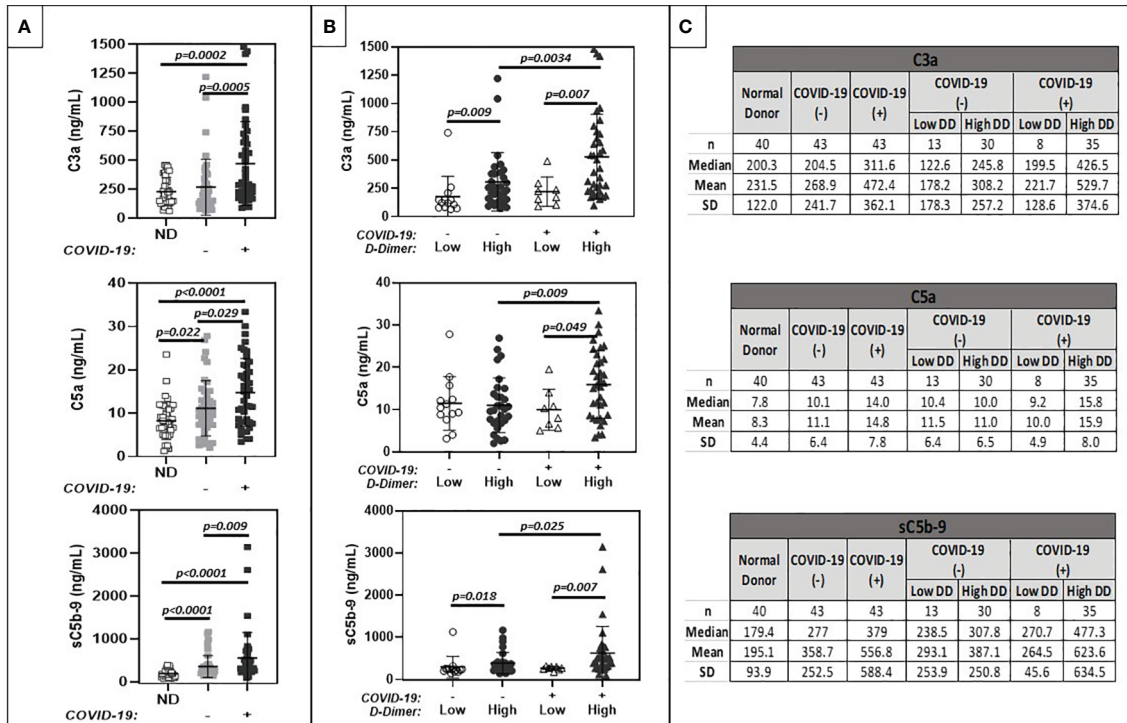 A
1500
1250
1000
750
500
250
0
C3a (ng/mL)
p=0.0002
p=0.0005
ND
COVID-19: - +
40
30
20
10
0
C5a (ng/mL)
p<0.0001
p=0.029
p=0.022
ND
COVID-19: - +
4000
3000
2000
1000
0
sC5b-9 (ng/mL)
p=0.009
p<0.0001
p<0.0001
ND
COVID-19: - +
B
1500
1250
1000
750
500
250
0
C3a (ng/mL)
p=0.0034
p=0.007
p=0.009
COVID-19: - - + +
D-Dimer: Low High Low High
40
30
20
10
0
C5a (ng/mL)
p=0.009
p=0.049
COVID-19: - - + +
D-Dimer: Low High Low High
4000
3000
2000
1000
0
sC5b-9 (ng/mL)
p=0.025
p=0.007
p=0.018
COVID-19: - - + +
D-Dimer: Low High Low High
C
C3a
Normal Donor COVID-19 (-) COVID-19 (+) COVID-19 (-) COVID-19 (+)
Low DD High DD Low DD High DD
n 40 43 43 13 30 8 35
Median 200.3 204.5 311.6 122.6 245.8 199.5 426.5
Mean 231.5 268.9 472.4 178.2 308.2 221.7 529.7
SD 122.0 241.7 362.1 178.3 257.2 128.6 374.6
C5a
Normal Donor COVID-19 (-) COVID-19 (+) COVID-19 (-) COVID-19 (+)
Low DD High DD Low DD High DD
n 40 43 43 13 30 8 35
Median 7.8 10.1 14.0 10.4 10.0 9.2 15.8
Mean 8.3 11.1 14.8 11.5 11.0 10.0 15.9
SD 4.4 6.4 7.8 6.4 6.5 4.9 8.0
sC5b-9
Normal Donor COVID-19 (-) COVID-19 (+) COVID-19 (-) COVID-19 (+)
Low DD High DD Low DD High DD
n 40 43 43 13 30 8 35
Median 179.4 277 379 238.5 307.8 270.7 477.3
Mean 195.1 358.7 556.8 293.1 387.1 264.5 623.6
SD 93.9 252.5 588.4 253.9 250.8 45.6 634.5